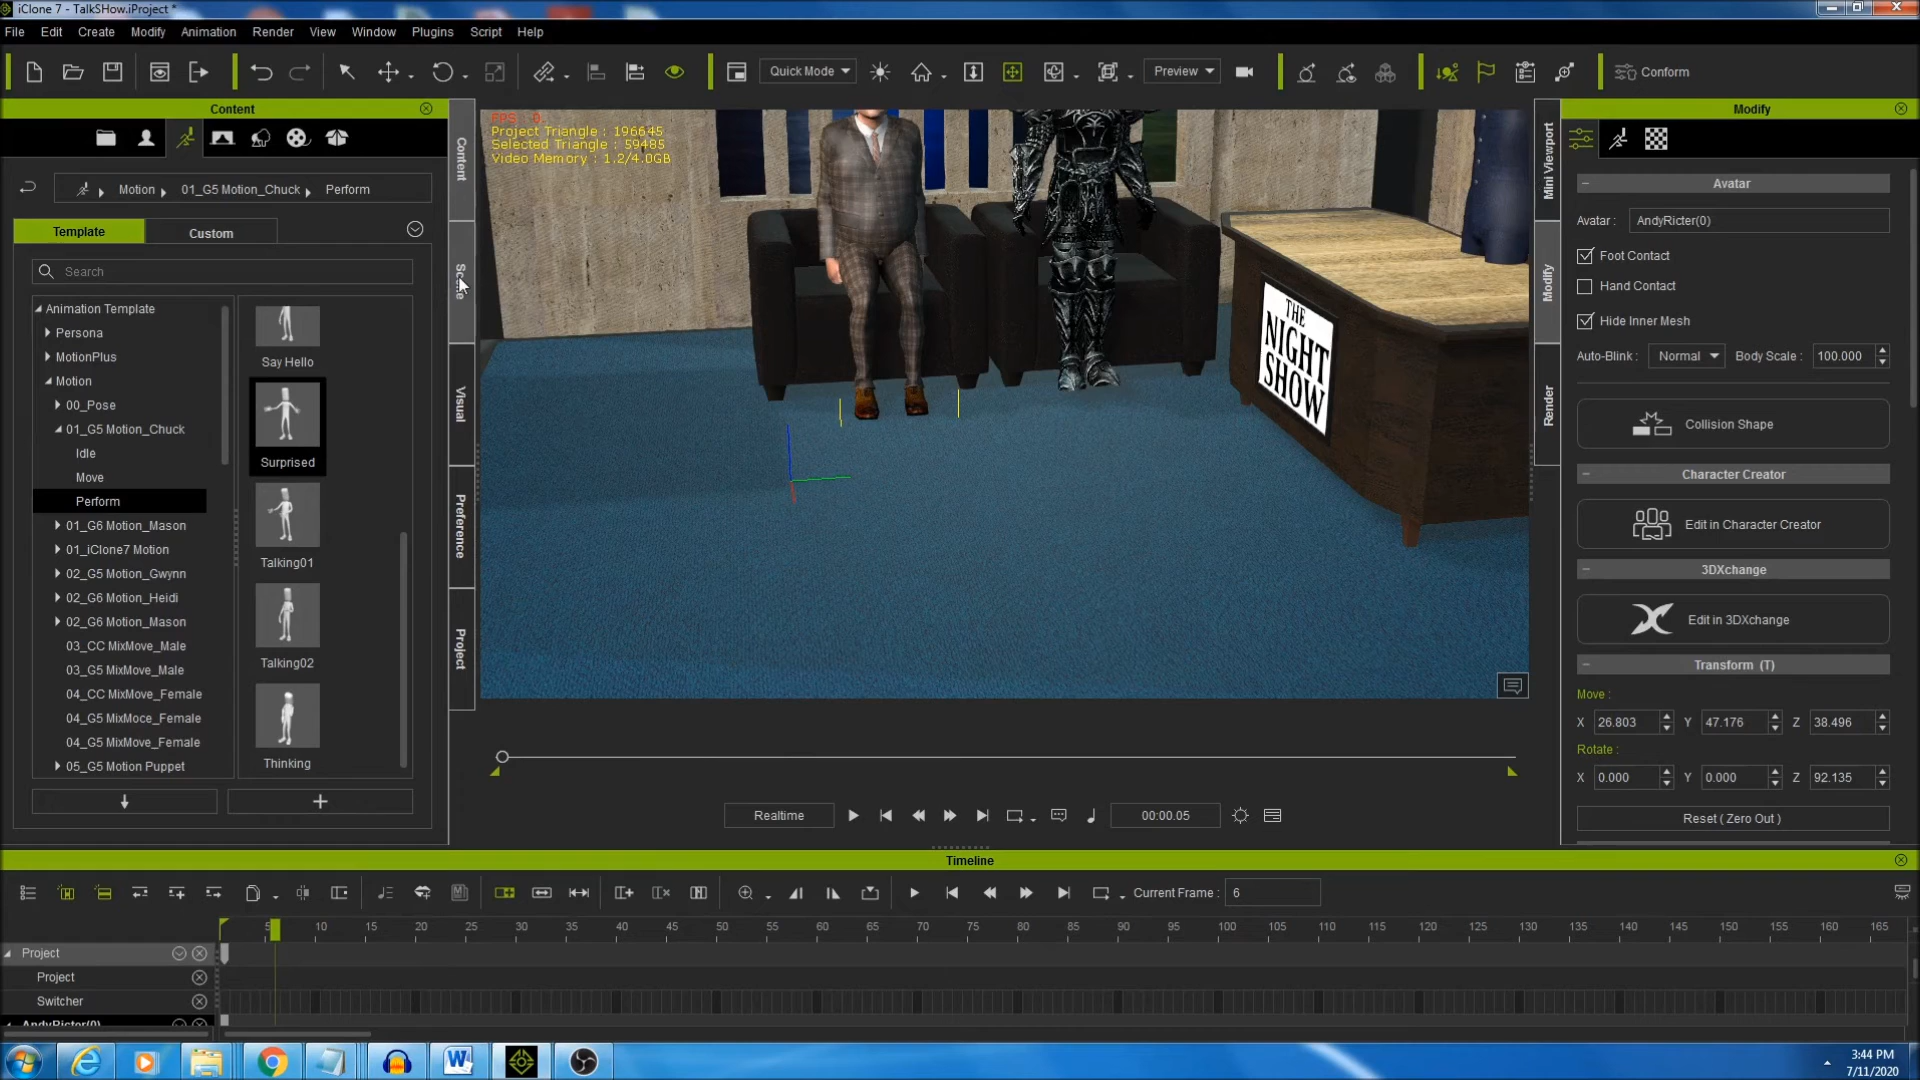 iClone 7 - TalkSHow.iProject *
File Edit Create Modify Animation Render View Window Plugins Script Help
Quick Mode
Preview
Conform
Content
Motion 01_G5 Motion_Chuck Perform
Template Custom
Search
Animation Template
Persona
MotionPlus
Motion
00_Pose
01_G5 Motion_Chuck
Idle
Move
Perform
01_G6 Motion_Mason
01_iClone7 Motion
02_G5 Motion_Gwynn
02_G6 Motion_Heidi
02_G6 Motion_Mason
03_CC MixMove_Male
03_G5 MixMove_Male
04_CC MixMove_Female
04_G5 MixMoce_Female
04_G5 MixMove_Female
05_G5 Motion Puppet
Say Hello
Surprised
Talking01
Talking02
Thinking
Content
Scene
Visual
Preference
Project
FPS : 0
Project Triangle : 196645
Selected Triangle : 59485
Video Memory : 1.2/4.0GB
THE
NIGHT
SHOW
Mini Viewport
Modify
Render
Modify
Avatar
Avatar : AndyRicter(0)
Foot Contact
Hand Contact
Hide Inner Mesh
Auto-Blink : Normal Body Scale : 100.000
Collision Shape
Character Creator
Edit in Character Creator
3DXchange
Edit in 3DXchange
Transform (T)
Move :
X 26.803 Y 47.176 Z 38.496
Rotate :
X 0.000 Y 0.000 Z 92.135
Reset ( Zero Out )
Realtime 00:00.05
Timeline
Current Frame : 6
5 10 15 20 25 30 35 40 45 50 55 60 65 70 75 80 85 90 95 100 105 110 115 120 125 130 135 140 145 150 155 160 165
Project
Project
Switcher
AndyRicter(0)
3:44 PM
7/11/2020